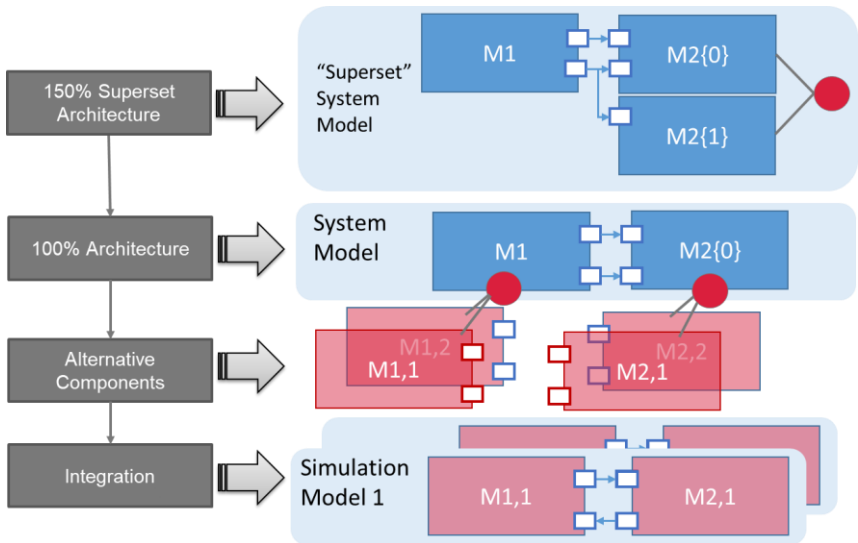 150% Superset
Architecture
“Superset”
System
Model
M1
M2{0}
M2{1}
100% Architecture
System
Model
M1
M2{0}
Alternative
Components
M1,2
M1,1
M2,2
M2,1
Integration
Simulation
Model 1
M1,1
M2,1